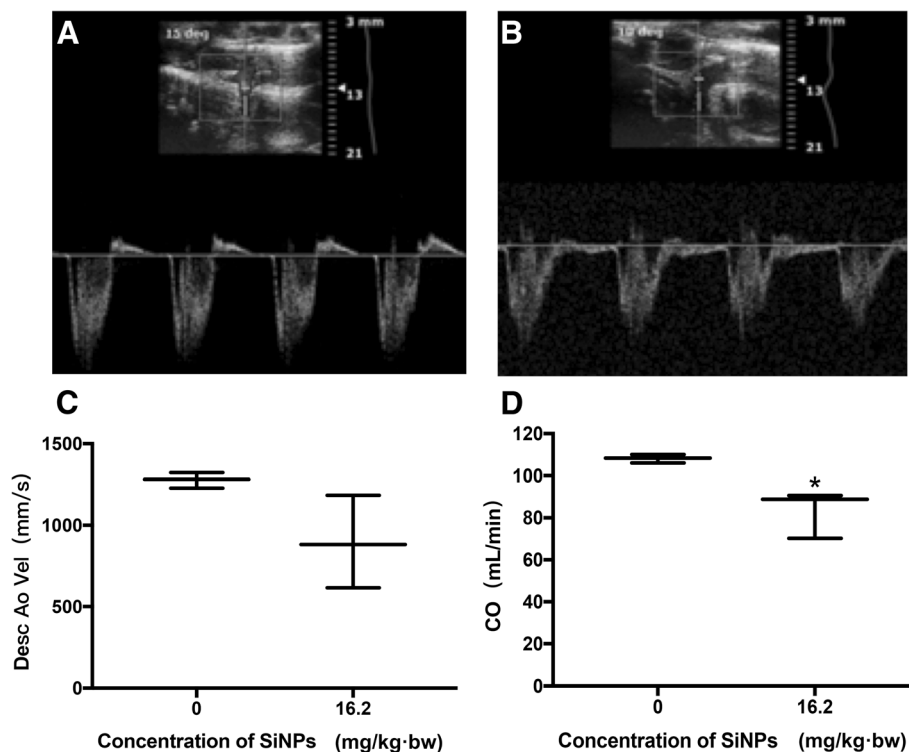 A
15 deg
3 mm
13
21
B
10 deg
3 mm
13
21
C
1500
1000
500
0
Desc Ao Vel (mm/s)
0
16.2
Concentration of SiNPs (mg/kg·bw)
D
120
100
80
60
40
20
0
CO (mL/min)
*
0
16.2
Concentration of SiNPs (mg/kg·bw)